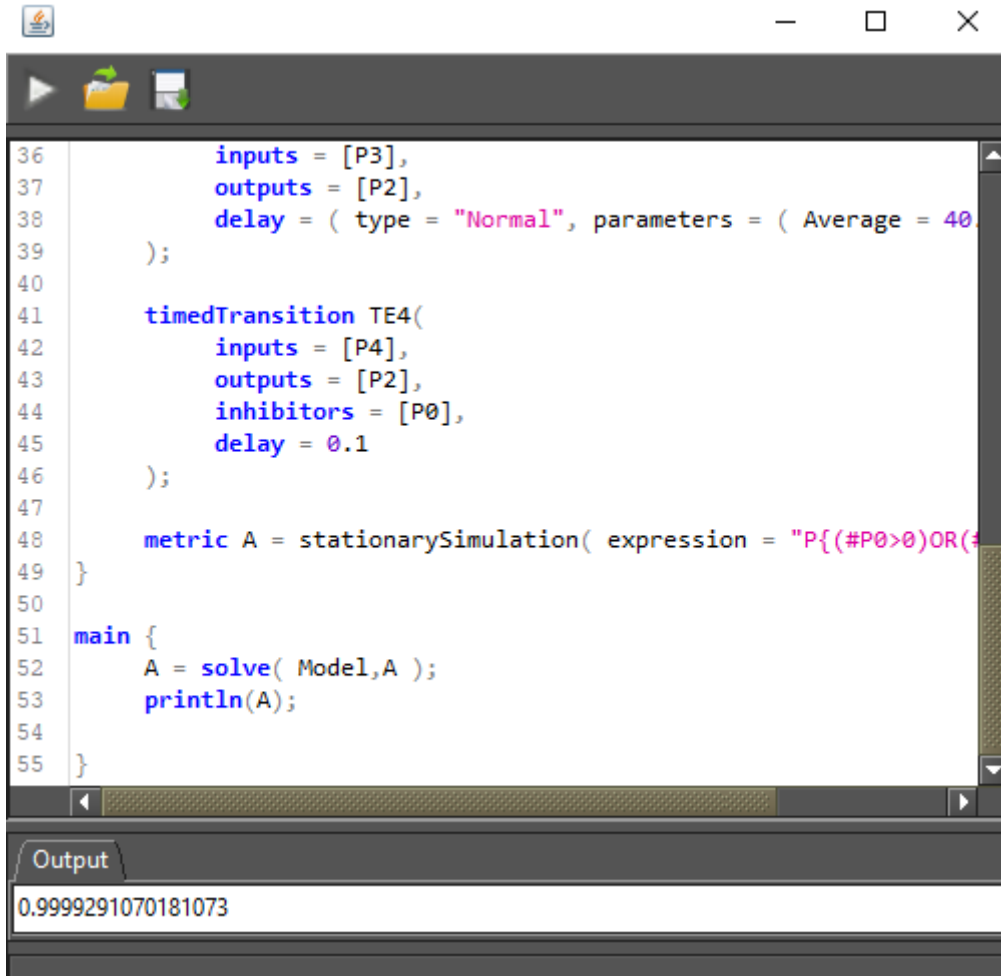 36 inputs = [P3],
37 outputs = [P2],
38 delay = ( type = "Normal", parameters = ( Average = 40.
39 );
40
41 timedTransition TE4(
42 inputs = [P4],
43 outputs = [P2],
44 inhibitors = [P0],
45 delay = 0.1
46 );
47
48 metric A = stationarySimulation( expression = "P{(#P0>0)OR(#
49 }
50
51 main {
52 A = solve( Model,A );
53 println(A);
54
55 }
Output
0.9999291070181073